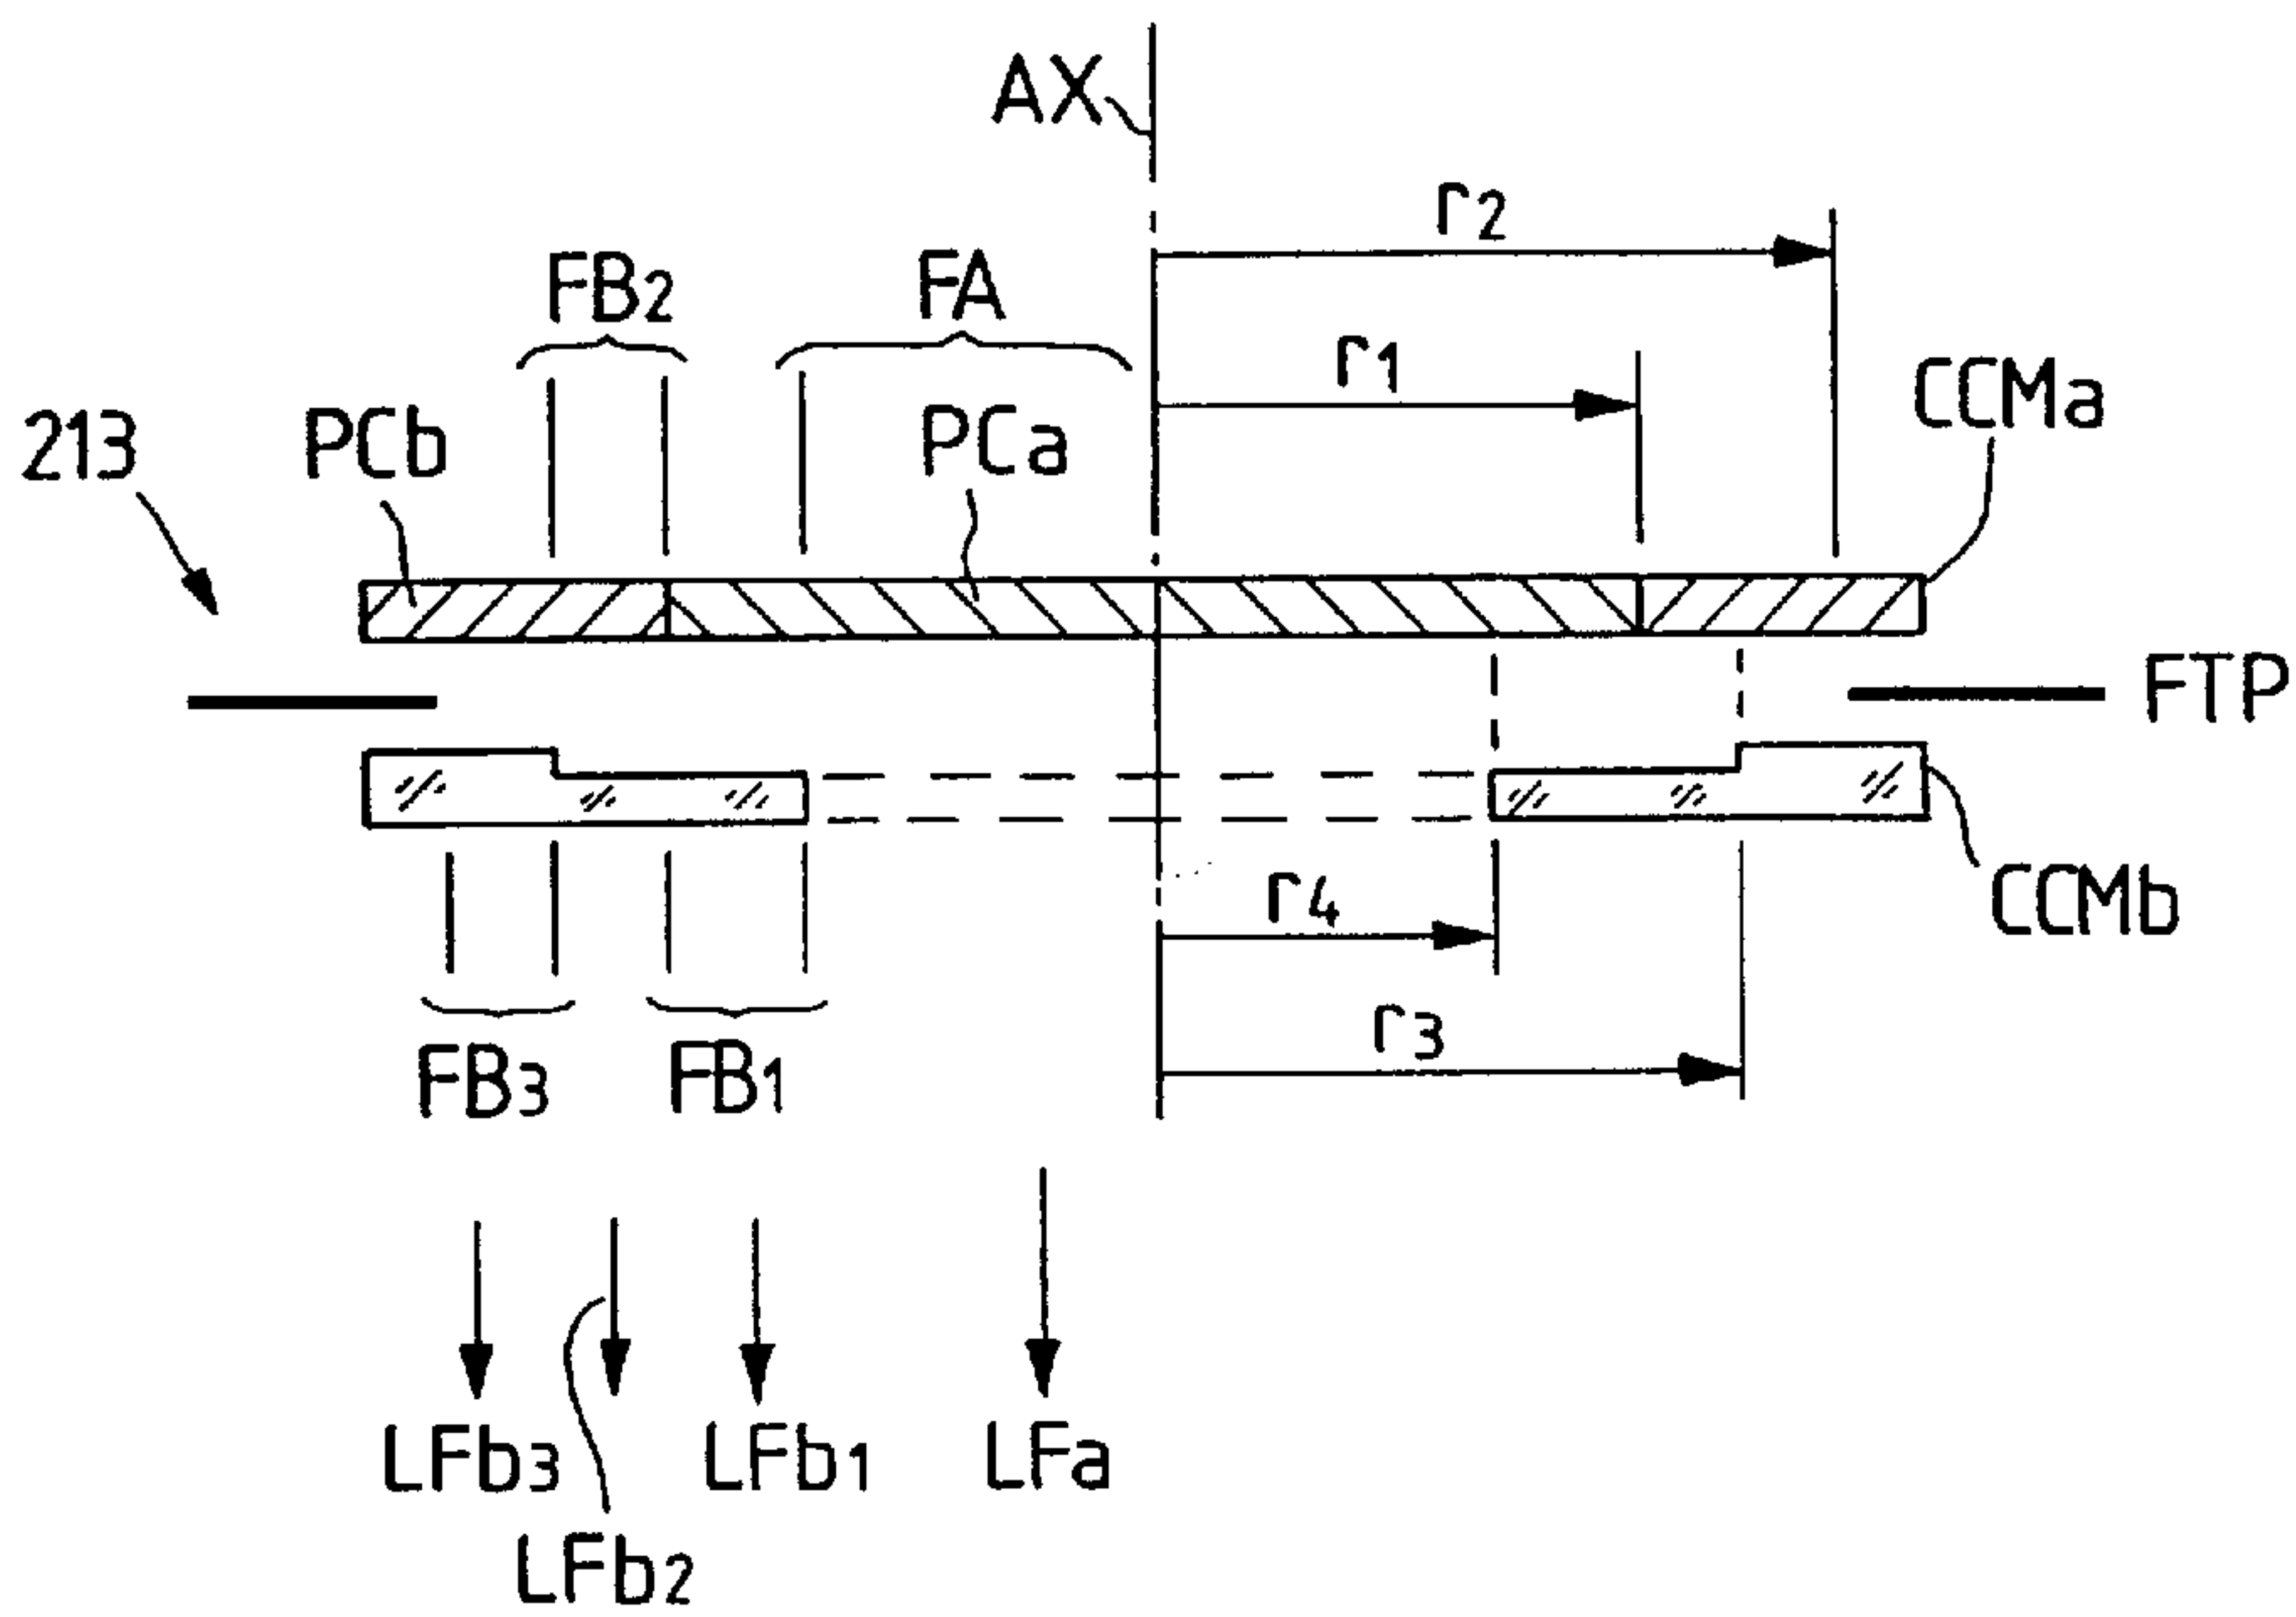 AX
r2
FB2
FA
r1
CCMa
213
PCb
PCa
FTP
r4
CCMb
r3
FB3
FB1
LFb3
LFb1
LFa
LFb2